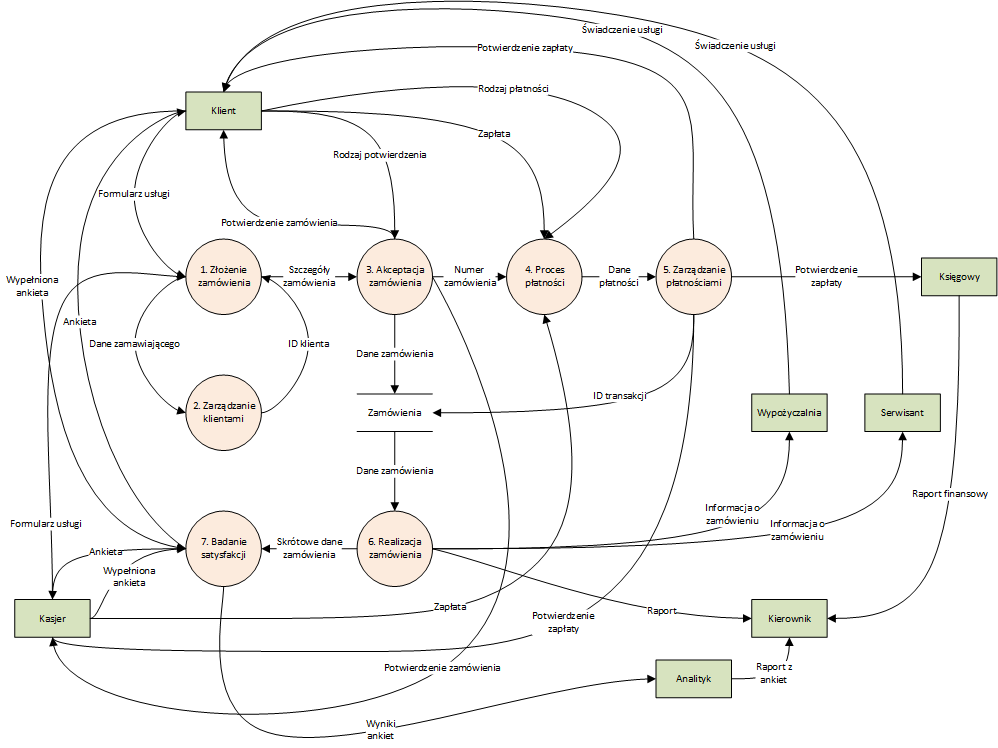 Świadczenie usługi
Świadczenie usługi
Potwierdzenie zapłaty
Rodzaj płatności
Klient
Zapłata
Rodzaj potwierdzenia
Formularz usługi
Potwierdzenie zamówienia
1. Złożenie
zamówienia
Szczegóły
zamówienia
3. Akceptacja
zamówienia
Numer
zamówienia
4. Proces
płatności
Dane
płatności
5. Zarządzanie
płatnościami
Potwierdzenie
zapłaty
Księgowy
Wypełniona
ankieta
Ankieta
Dane zamawiającego
ID klienta
Dane zamówienia
ID transakcji
2. Zarządzanie
klientami
Zamówienia
Wypożyczalnia
Serwisant
Dane zamówienia
Raport finansowy
Informacja o
zamówieniu
Informacja o
zamówieniu
Formularz usługi
7. Badanie
satysfakcji
Skrótowe dane
zamówienia
6. Realizacja
zamówienia
Ankieta
Wypełniona
ankieta
Kasjer
Zapłata
Potwierdzenie
zapłaty
Raport
Kierownik
Potwierdzenie zamówienia
Analityk
Raport z
ankiet
Wyniki
ankiet